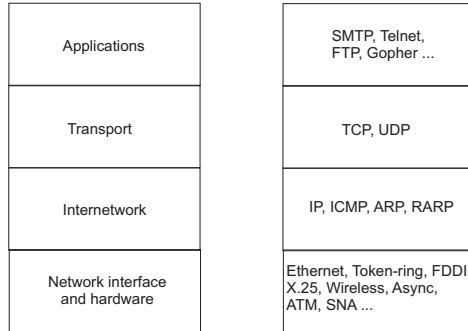 Applications
SMTP, Telnet,
FTP, Gopher ...
Transport
TCP, UDP
Internetwork
IP, ICMP, ARP, RARP
Network interface
and hardware
Ethernet, Token-ring, FDDI
X.25, Wireless, Async,
ATM, SNA ...